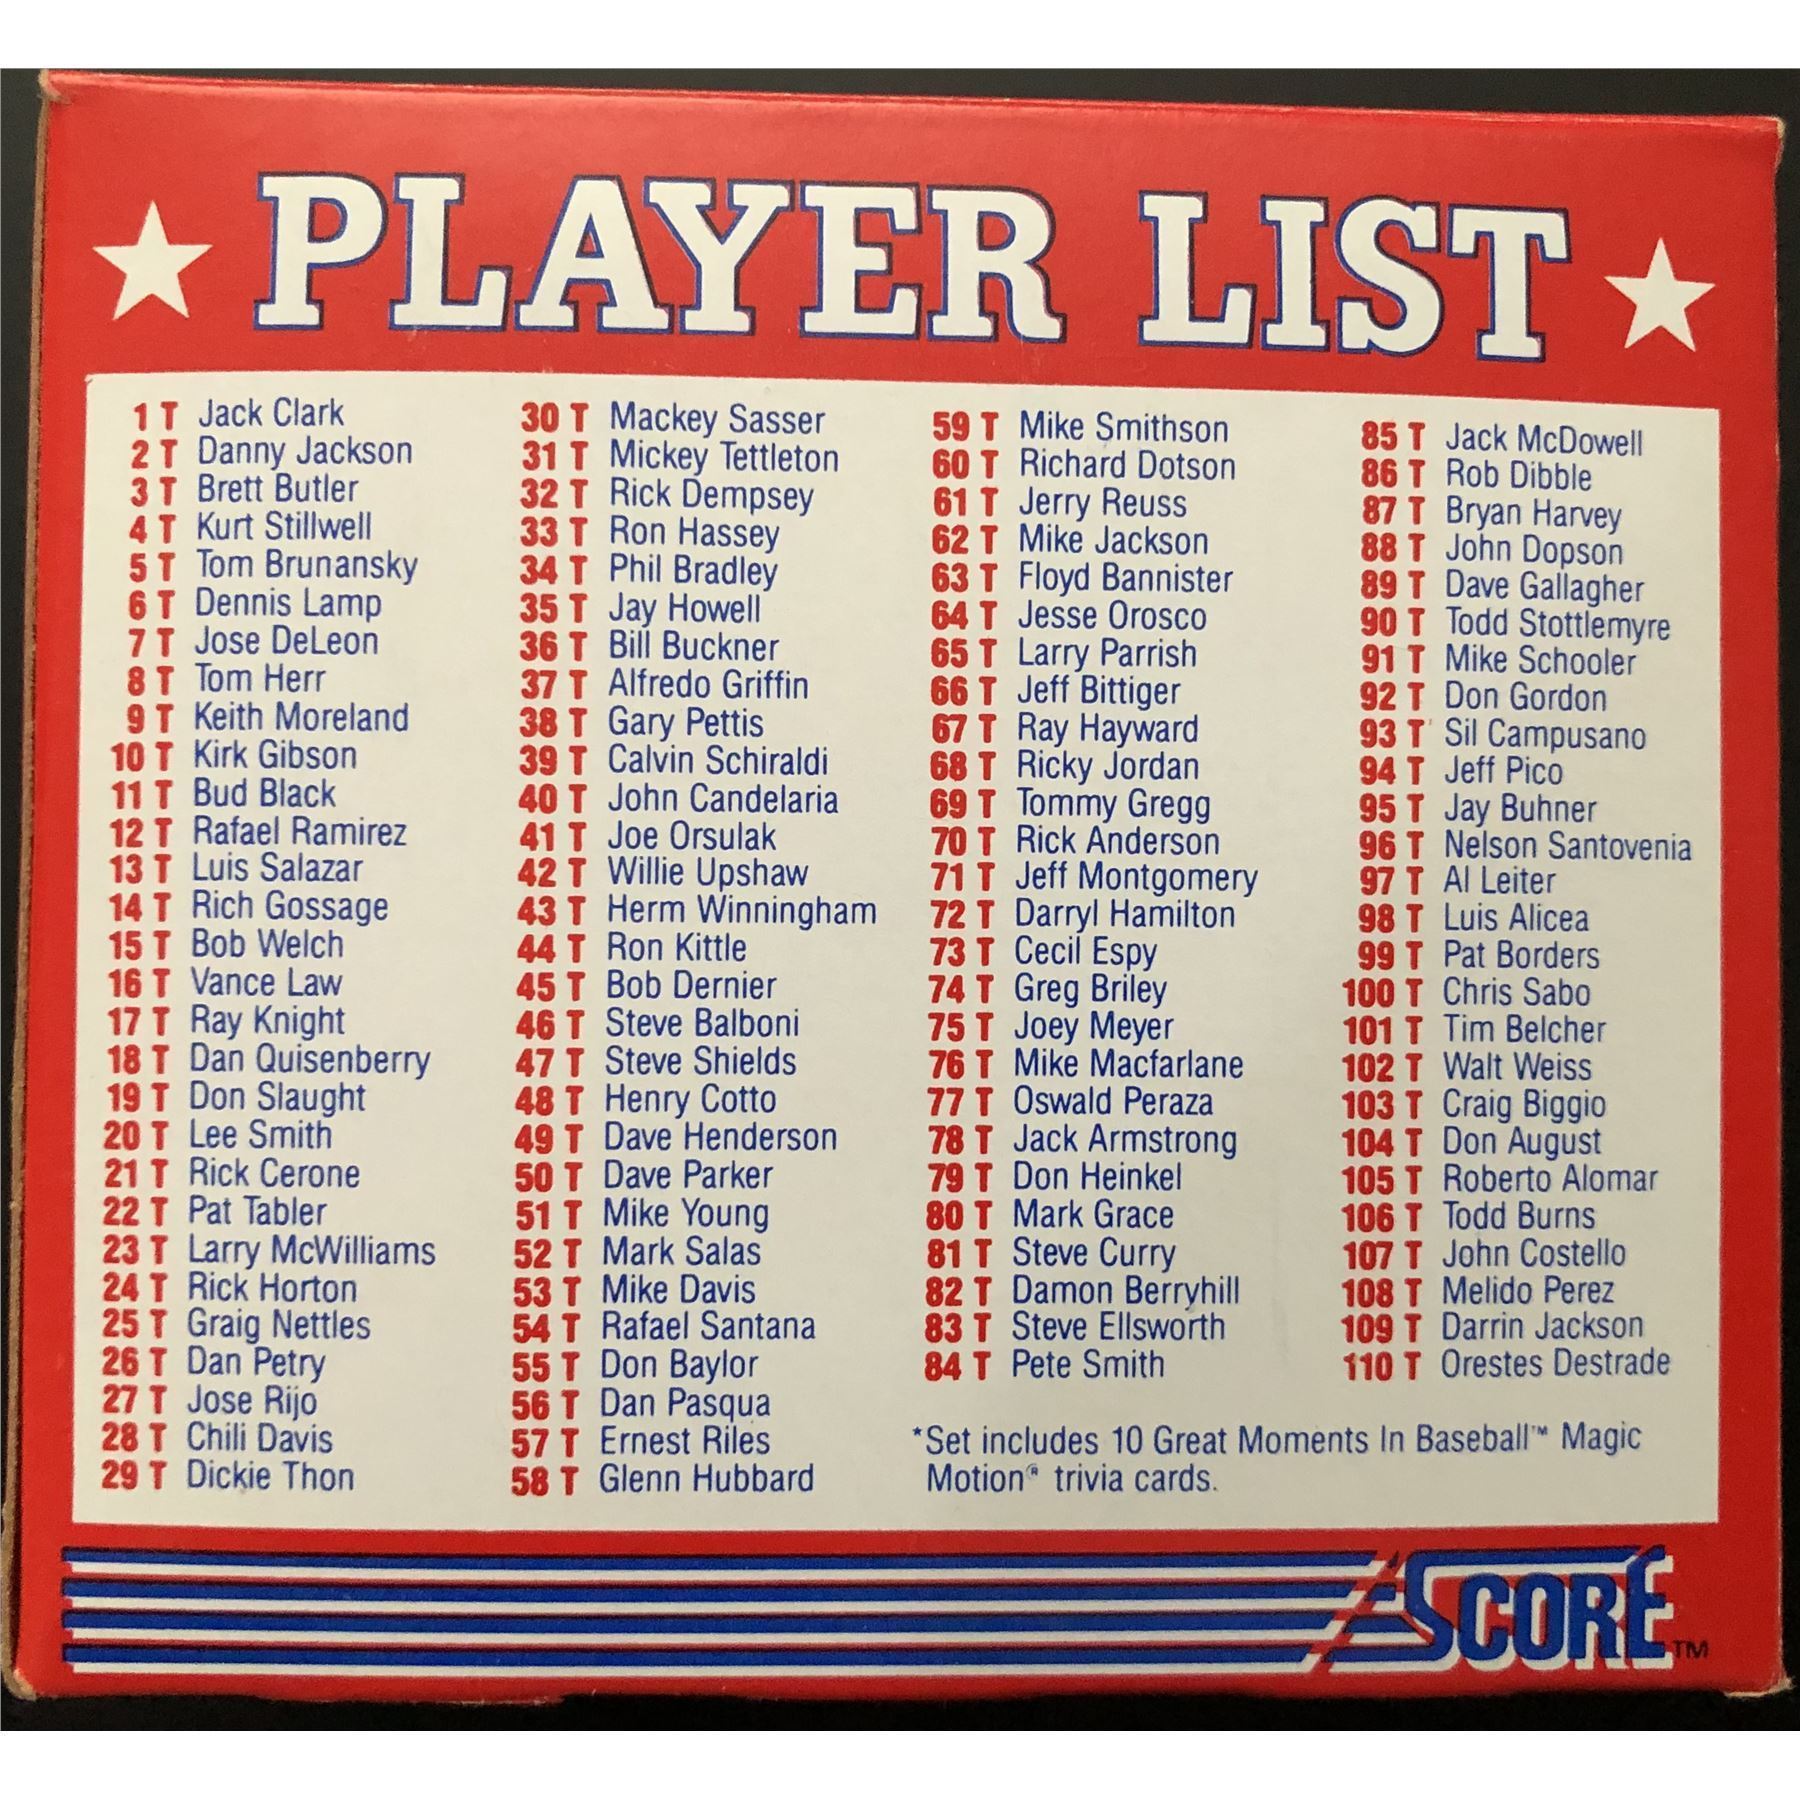 PLAYER LIST
1 T Jack Clark
2 T Danny Jackson
3 T Brett Butler
4 T Kurt Stillwell
5 T Tom Brunansky
6 T Dennis Lamp
7 T Jose DeLeon
8 T Tom Herr
9 T Keith Moreland
10 T Kirk Gibson
11 T Bud Black
12 T Rafael Ramirez
13 T Luis Salazar
14 T Rich Gossage
15 T Bob Welch
16 T Vance Law
17 T Ray Knight
18 T Dan Quisenberry
19 T Don Slaught
20 T Lee Smith
21 T Rick Cerone
22 T Pat Tabler
23 T Larry McWilliams
24 T Rick Horton
25 T Graig Nettles
26 T Dan Petry
27 T Jose Rijo
28 T Chili Davis
29 T Dickie Thon
30 T Mackey Sasser
31 T Mickey Tettleton
32 T Rick Dempsey
33 T Ron Hassey
34 T Phil Bradley
35 T Jay Howell
36 T Bill Buckner
37 T Alfredo Griffin
38 T Gary Pettis
39 T Calvin Schiraldi
40 T John Candelaria
41 T Joe Orsulak
42 T Willie Upshaw
43 T Herm Winningham
44 T Ron Kittle
45 T Bob Dernier
46 T Steve Balboni
47 T Steve Shields
48 T Henry Cotto
49 T Dave Henderson
50 T Dave Parker
51 T Mike Young
52 T Mark Salas
53 T Mike Davis
54 T Rafael Santana
55 T Don Baylor
56 T Dan Pasqua
57 T Ernest Riles
58 T Glenn Hubbard
59 T Mike Smithson
60 T Richard Dotson
61 T Jerry Reuss
62 T Mike Jackson
63 T Floyd Bannister
64 T Jesse Orosco
65 T Larry Parrish
66 T Jeff Bittiger
67 T Ray Hayward
68 T Ricky Jordan
69 T Tommy Gregg
70 T Rick Anderson
71 T Jeff Montgomery
72 T Darryl Hamilton
73 T Cecil Espy
74 T Greg Briley
75 T Joey Meyer
76 T Mike Macfarlane
77 T Oswald Peraza
78 T Jack Armstrong
79 T Don Heinkel
80 T Mark Grace
81 T Steve Curry
82 T Damon Berryhill
83 T Steve Ellsworth
84 T Pete Smith
85 T Jack McDowell
86 T Rob Dibble
87 T Bryan Harvey
88 T John Dopson
89 T Dave Gallagher
90 T Todd Stottlemyre
91 T Mike Schooler
92 T Don Gordon
93 T Sil Campusano
94 T Jeff Pico
95 T Jay Buhner
96 T Nelson Santovenia
97 T Al Leiter
98 T Luis Alicea
99 T Pat Borders
100 T Chris Sabo
101 T Tim Belcher
102 T Walt Weiss
103 T Craig Biggio
104 T Don August
105 T Roberto Alomar
106 T Todd Burns
107 T John Costello
108 T Melido Perez
109 T Darrin Jackson
110 T Orestes Destrade
*Set includes 10 Great Moments In Baseball™ Magic
Motion® trivia cards.
SCORE™